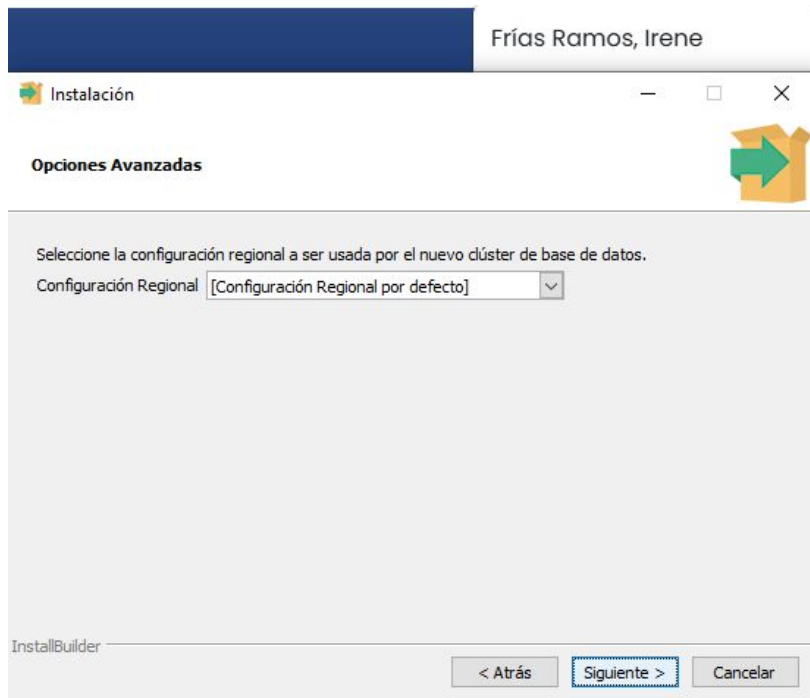 Frías Ramos, Irene
Instalación
Opciones Avanzadas
Seleccione la configuración regional a ser usada por el nuevo clúster de base de datos.
Configuración Regional [Configuración Regional por defecto]
InstallBuilder
< Atrás Siguiente > Cancelar